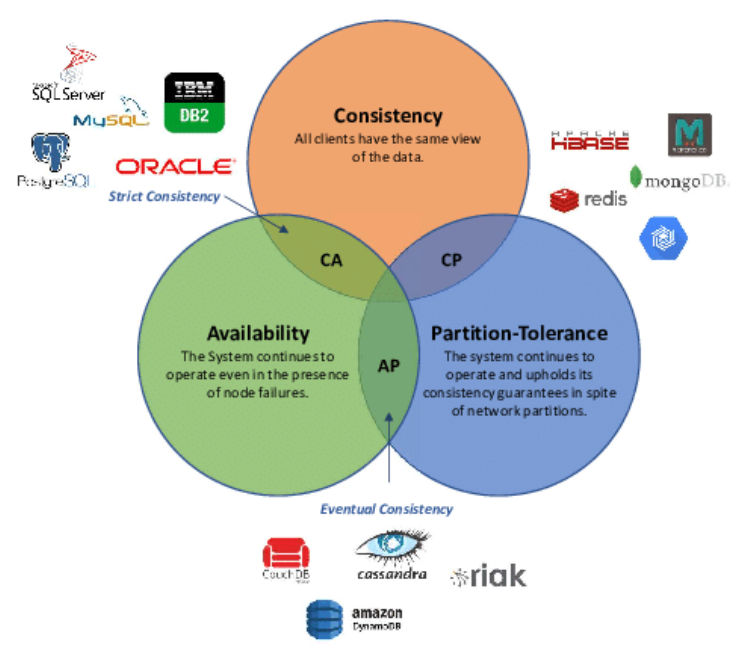 SQL Server
MySQL
IBM
DB2
PostgreSQL
ORACLE
Strict Consistency
Consistency
All clients have the same view
of the data.
APACHE
HBASE
M
mongoDB.
redis
CA
CP
Availability
The System continues to
operate even in the presence
of node failures.
Partition-Tolerance
The system continues to
operate and upholds its
consistency guarantees in spite
of network partitions.
AP
Eventual Consistency
CouchDB
cassandra
riak
amazon
DynamoDB